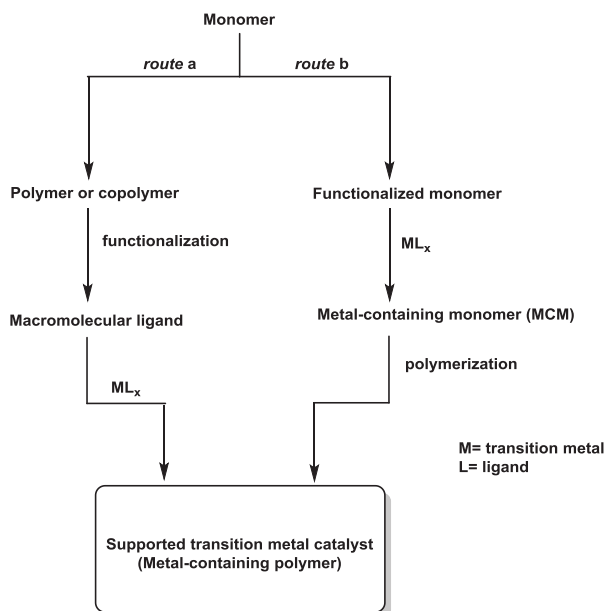 Monomer
route a
route b
Polymer or copolymer
Functionalized monomer
functionalization
MLx
Macromolecular ligand
Metal-containing monomer (MCM)
polymerization
MLx
M= transition metal
L= ligand
Supported transition metal catalyst
(Metal-containing polymer)